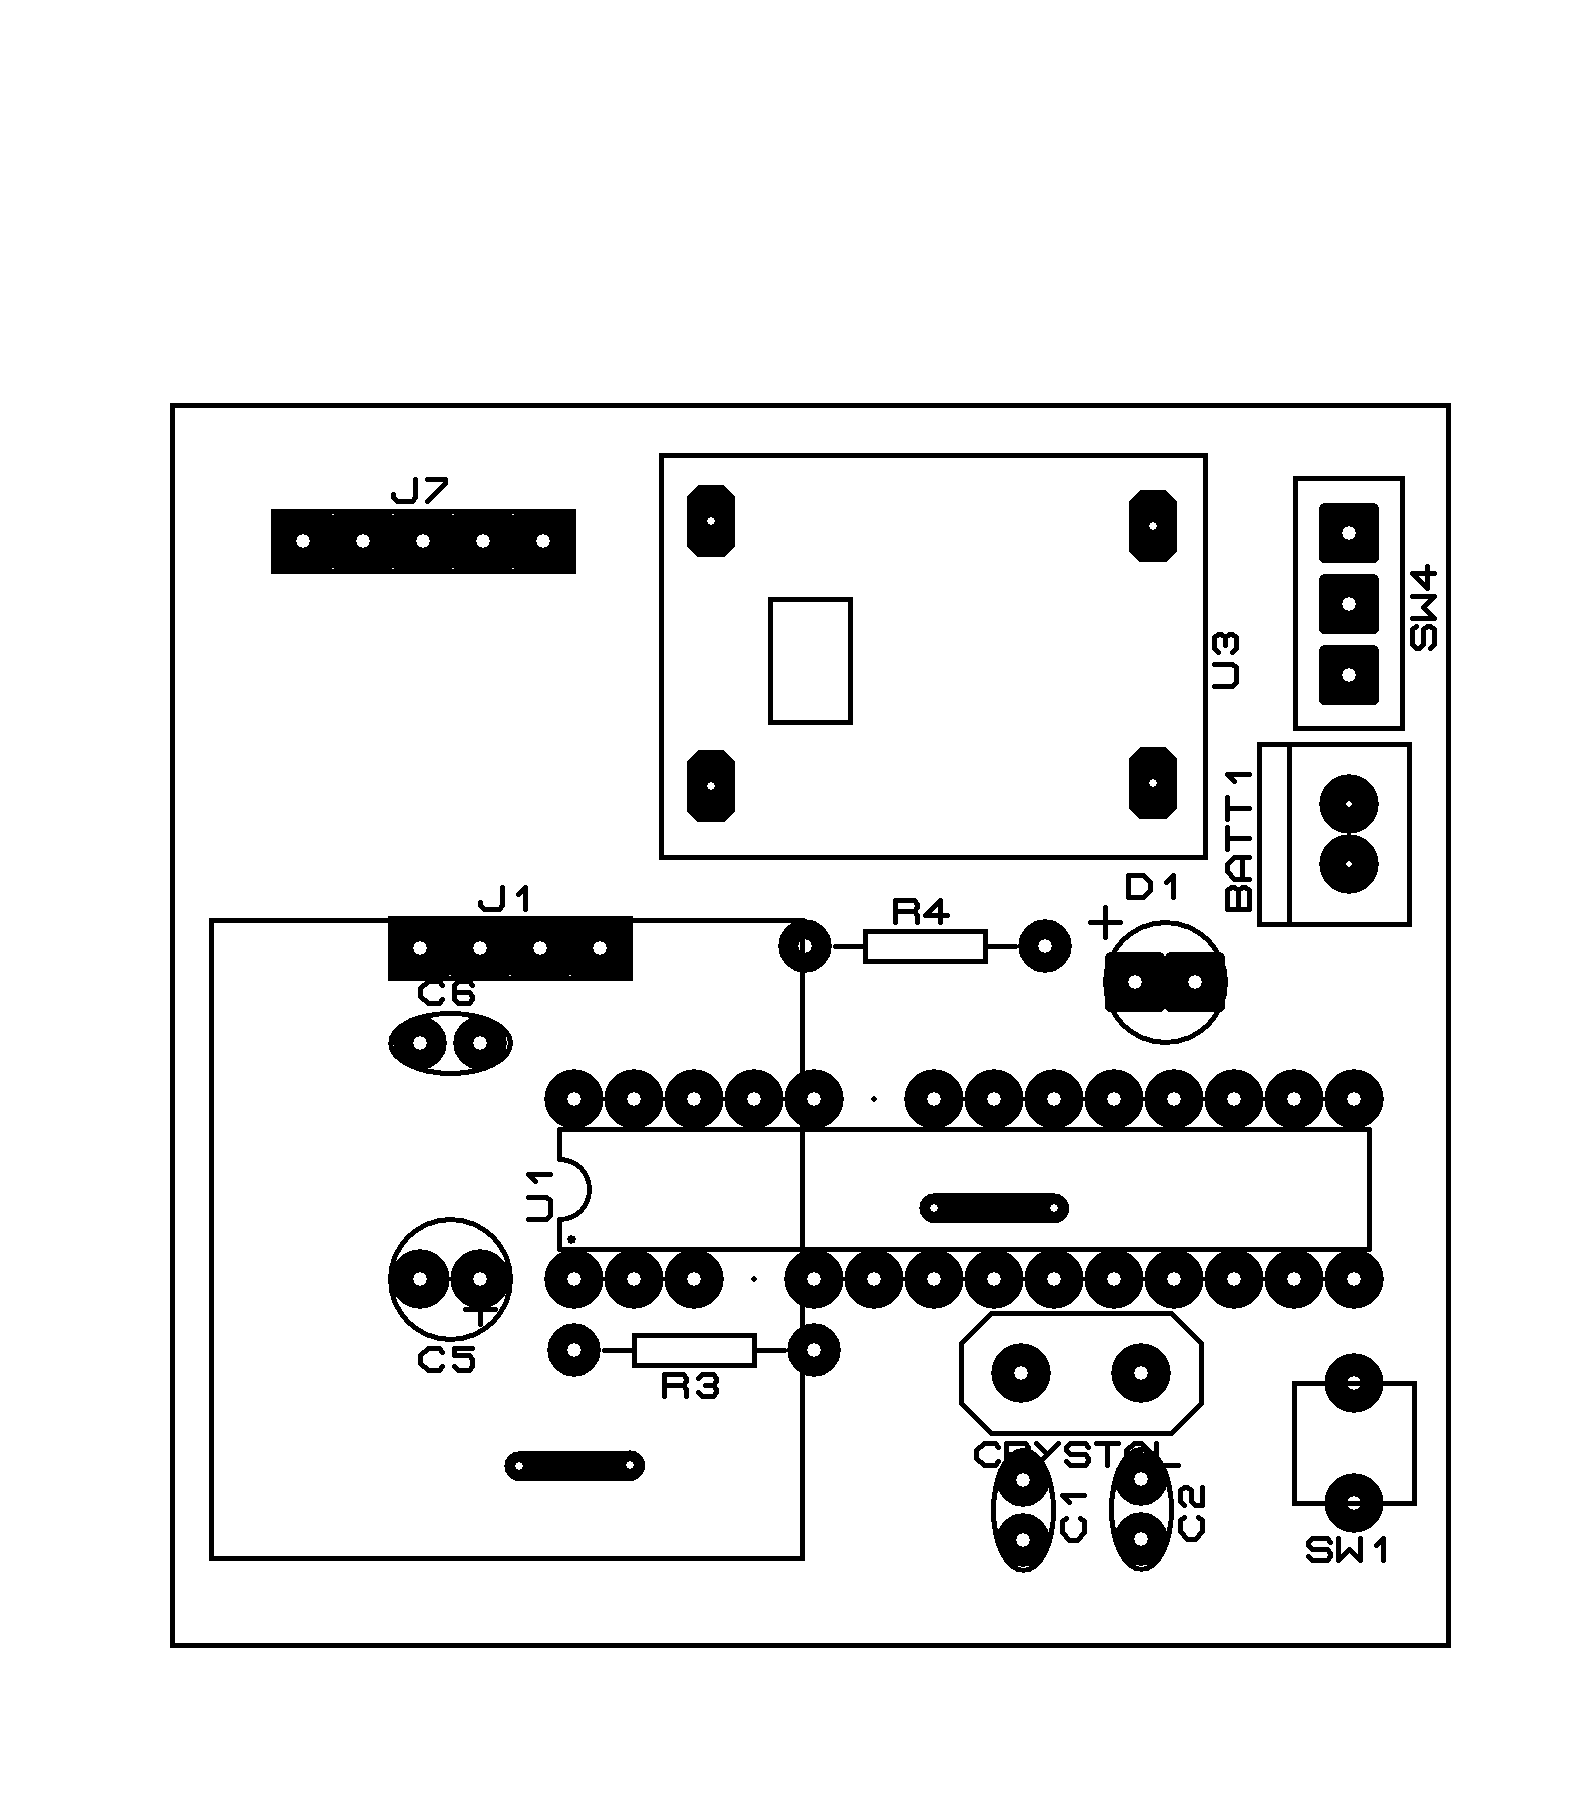 J7
U3
SW4
BATT1
D1
J1
R4
C6
U1
C5
R3
CRYSTAL
C1
C2
SW1